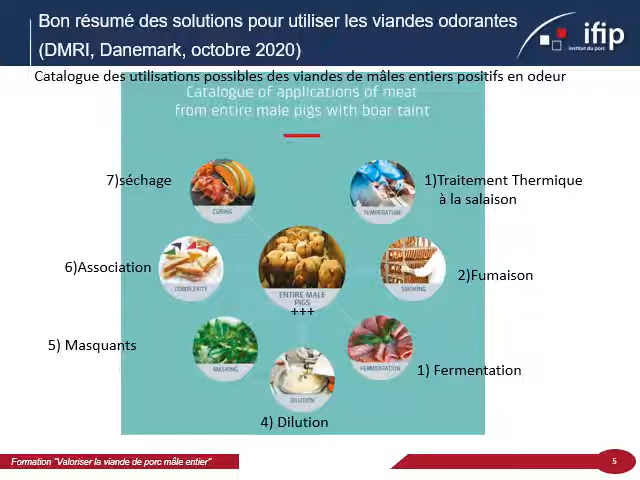 Bon résumé des solutions pour utiliser les viandes odorantes
(DMRI, Danemark, octobre 2020)
ifip
institut du porc
Catalogue des utilisations possibles des viandes de mâles entiers positifs en odeur
Catalogue of applications of meat
from entire male pigs with boar taint
7)séchage
1)Traitement Thermique
à la salaison
CURING
TEMPERATURE
6)Association
2)Fumaison
COMPLEXITY
ENTIRE MALE
PIGS
SMOKING
+++
5) Masquants
MASKING
FERMENTATION
1) Fermentation
DILUTION
4) Dilution
Formation "Valoriser la viande de porc mâle entier"
5